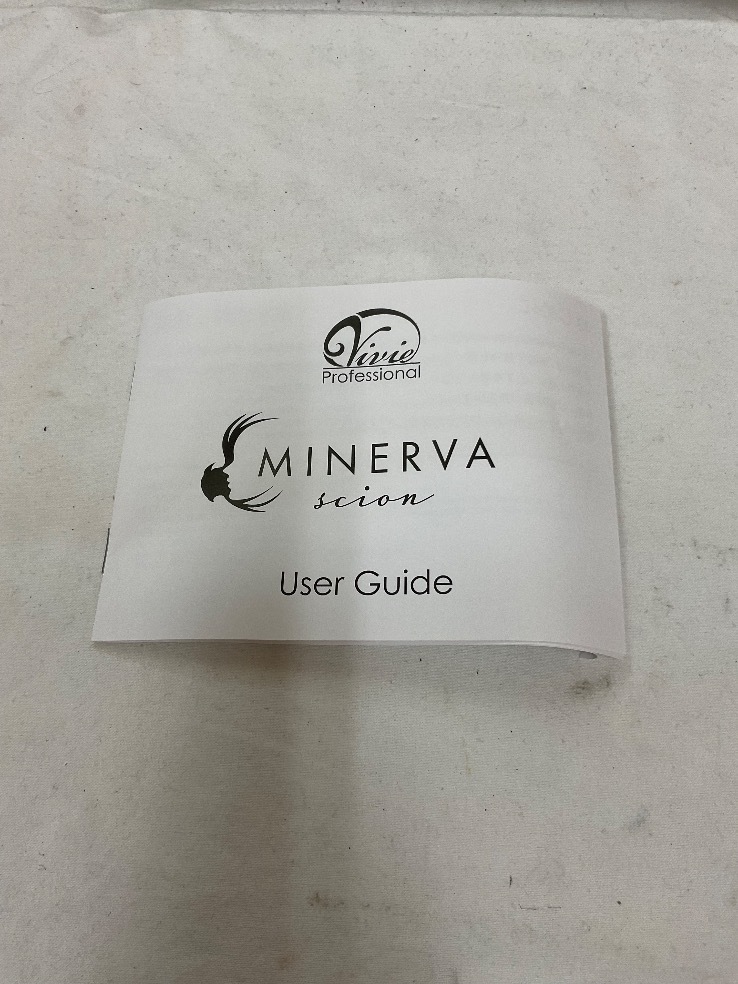 Vivie
Professional
MINERVA
scion
User Guide